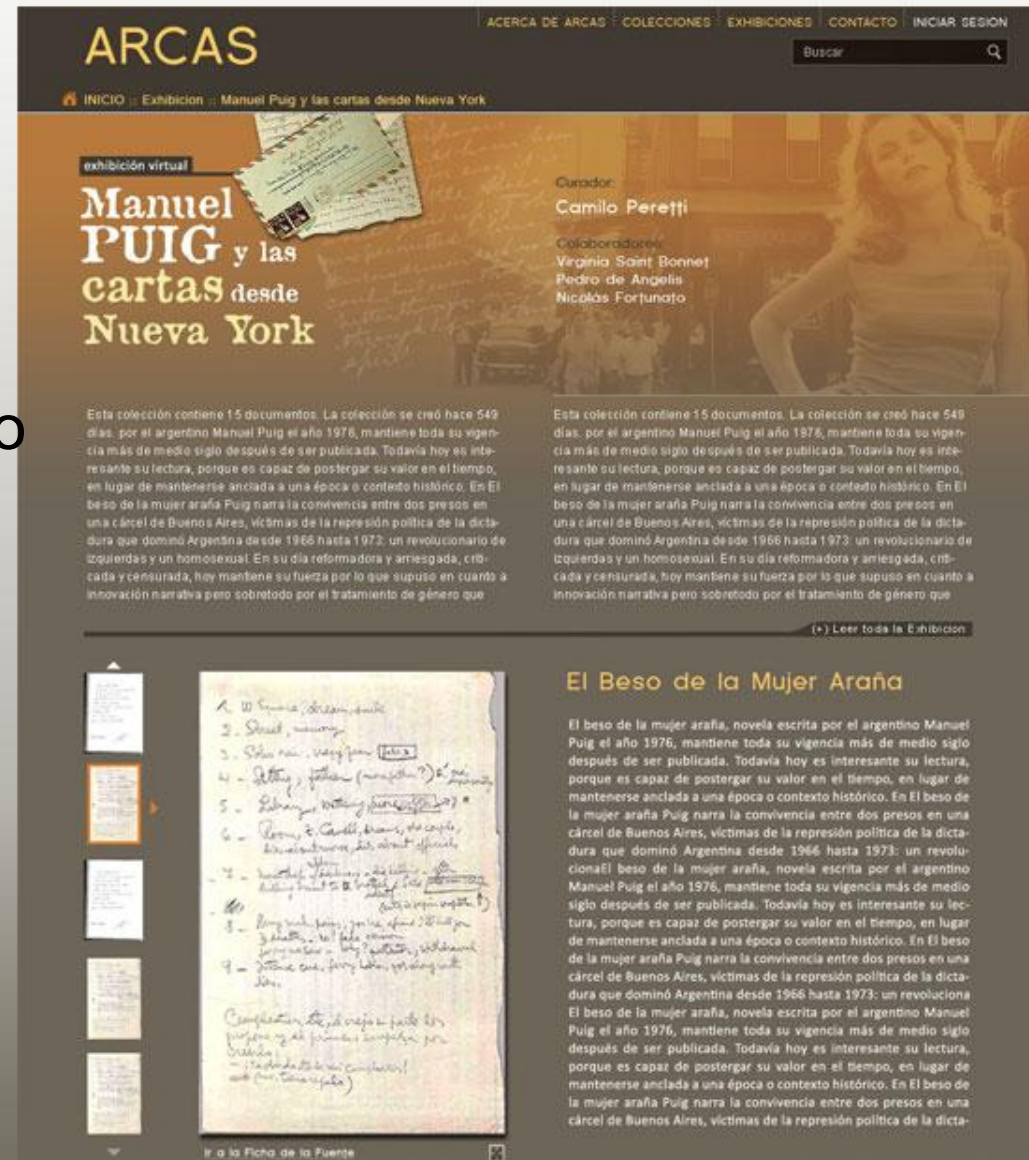 ACERCA DE ARCAS COLECCIONES EXHIBICIONES CONTACTO INICIAR SESION
ARCAS
Buscar
INICIO :: Exhibicion :: Manuel Puig y las cartas desde Nueva York
exhibición virtual
Manuel
PUIG y las
cartas desde
Nueva York
Curador:
Camilo Peretti
Colaboradores:
Virginia Saint Bonnet
Pedro de Angelis
Nicolás Fortunato
o
Esta colección contiene 15 documentos. La colección se creó hace 549
días. por el argentino Manuel Puig el año 1976, mantiene toda su vigen-
cia más de medio siglo después de ser publicada. Todavía hoy es inte-
resante su lectura, porque es capaz de postergar su valor en el tiempo,
en lugar de mantenerse anclada a una época o contexto histórico. En El
beso de la mujer araña Puig narra la convivencia entre dos presos en
una cárcel de Buenos Aires, víctimas de la represión política de la dicta-
dura que dominó Argentina desde 1966 hasta 1973: un revolucionario de
izquierdas y un homosexual. En su día reformadora y arriesgada, criti-
cada y censurada, hoy mantiene su fuerza por lo que supuso en cuanto a
innovación narrativa pero sobretodo por el tratamiento de género que
Esta colección contiene 15 documentos. La colección se creó hace 549
días. por el argentino Manuel Puig el año 1976, mantiene toda su vigen-
cia más de medio siglo después de ser publicada. Todavía hoy es inte-
resante su lectura, porque es capaz de postergar su valor en el tiempo,
en lugar de mantenerse anclada a una época o contexto histórico. En El
beso de la mujer araña Puig narra la convivencia entre dos presos en
una cárcel de Buenos Aires, víctimas de la represión política de la dicta-
dura que dominó Argentina desde 1966 hasta 1973: un revolucionario de
izquierdas y un homosexual. En su día reformadora y arriesgada, criti-
cada y censurada, hoy mantiene su fuerza por lo que supuso en cuanto a
innovación narrativa pero sobretodo por el tratamiento de género que
(+) Leer toda la Exhibicion
Square, dream, suite
2. Street, memory
3.
4 - Setting, father
5 - Library,
6 - Room,
7 -
8 -
9 -
Ir a la Ficha de la Fuente
El Beso de la Mujer Araña
El beso de la mujer araña, novela escrita por el argentino Manuel
Puig el año 1976, mantiene toda su vigencia más de medio siglo
después de ser publicada. Todavía hoy es interesante su lectura,
porque es capaz de postergar su valor en el tiempo, en lugar de
mantenerse anclada a una época o contexto histórico. En El beso de
la mujer araña Puig narra la convivencia entre dos presos en una
cárcel de Buenos Aires, víctimas de la represión política de la dicta-
dura que dominó Argentina desde 1966 hasta 1973: un revolu-
cionaEl beso de la mujer araña, novela escrita por el argentino
Manuel Puig el año 1976, mantiene toda su vigencia más de medio
siglo después de ser publicada. Todavía hoy es interesante su lec-
tura, porque es capaz de postergar su valor en el tiempo, en lugar
de mantenerse anclada a una época o contexto histórico. En El beso
de la mujer araña Puig narra la convivencia entre dos presos en una
cárcel de Buenos Aires, víctimas de la represión política de la dicta-
dura que dominó Argentina desde 1966 hasta 1973: un revoluciona
El beso de la mujer araña, novela escrita por el argentino Manuel
Puig el año 1976, mantiene toda su vigencia más de medio siglo
después de ser publicada. Todavía hoy es interesante su lectura,
porque es capaz de postergar su valor en el tiempo, en lugar de
mantenerse anclada a una época o contexto histórico. En El beso de
la mujer araña Puig narra la convivencia entre dos presos en una
cárcel de Buenos Aires, víctimas de la represión política de la dicta-